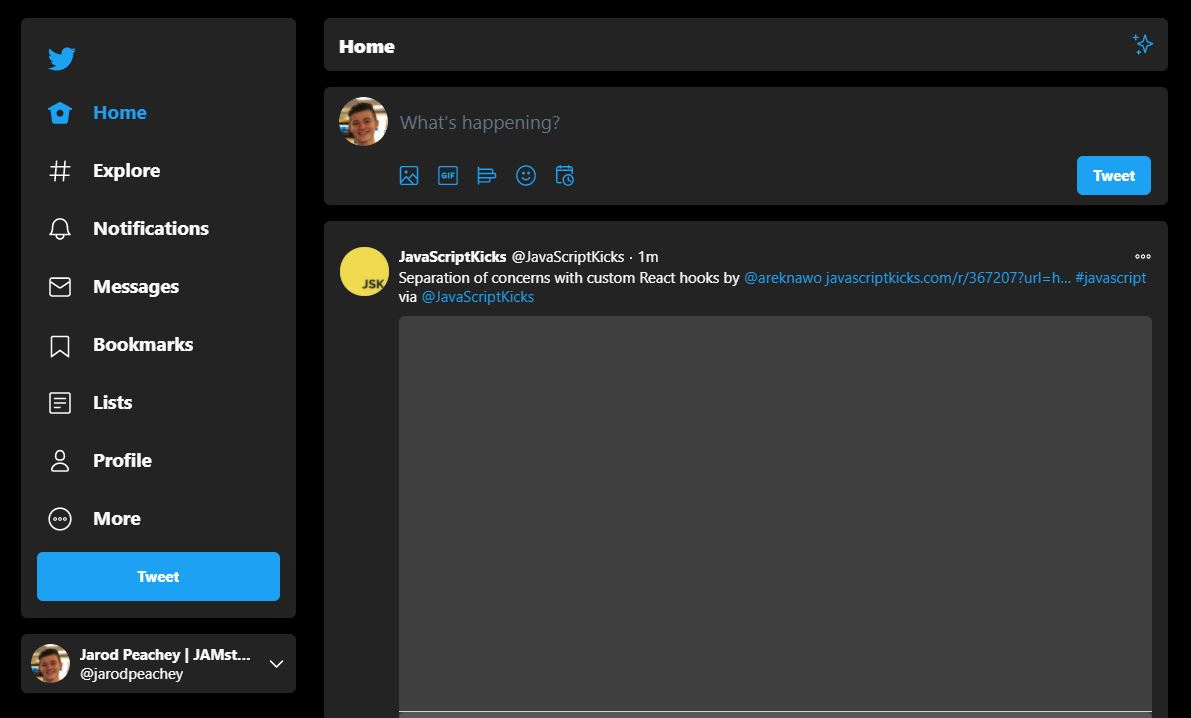 Home
Explore
Notifications
Messages
Bookmarks
Lists
Profile
More
Tweet
Jarod Peachey | JAMst...
@jarodpeachey
Home
What's happening?
GIF
Tweet
JSK
JavaScriptKicks @JavaScriptKicks · 1m
Separation of concerns with custom React hooks by @areknawo javascriptkicks.com/r/367207?url=h... #javascript
via @JavaScriptKicks